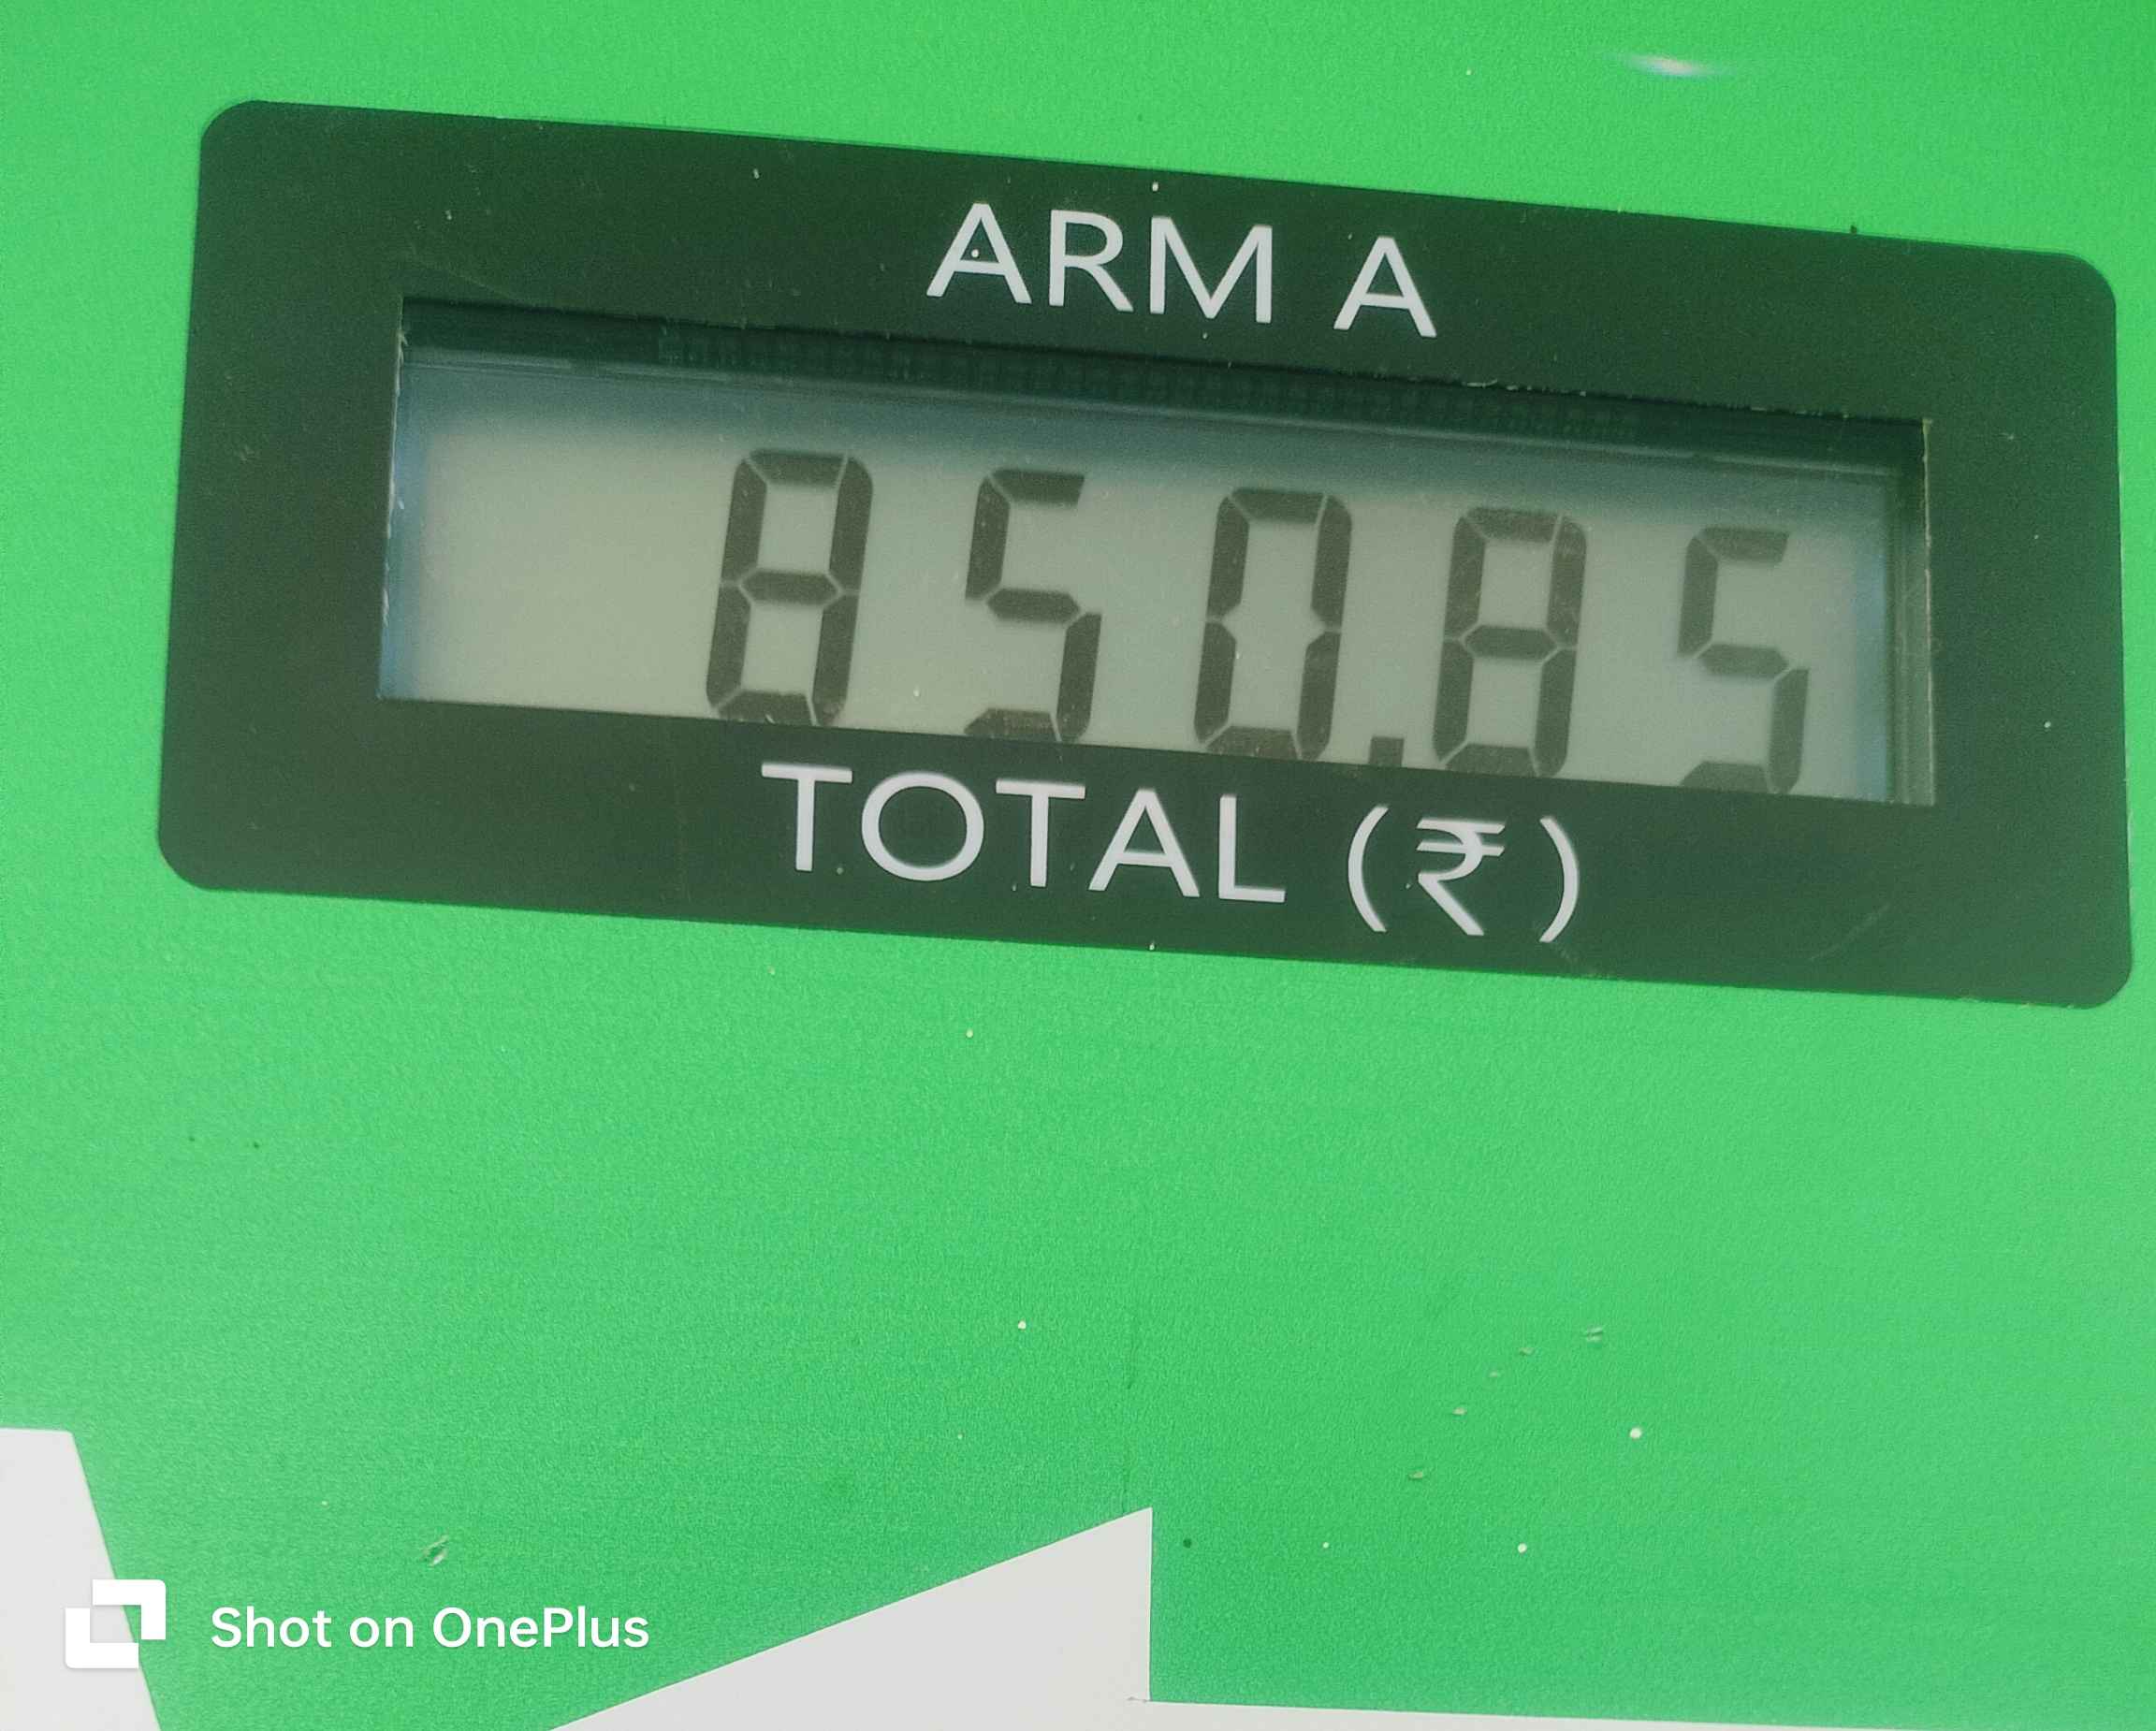 ARM A
850.85
TOTAL (₹)
Shot on OnePlus